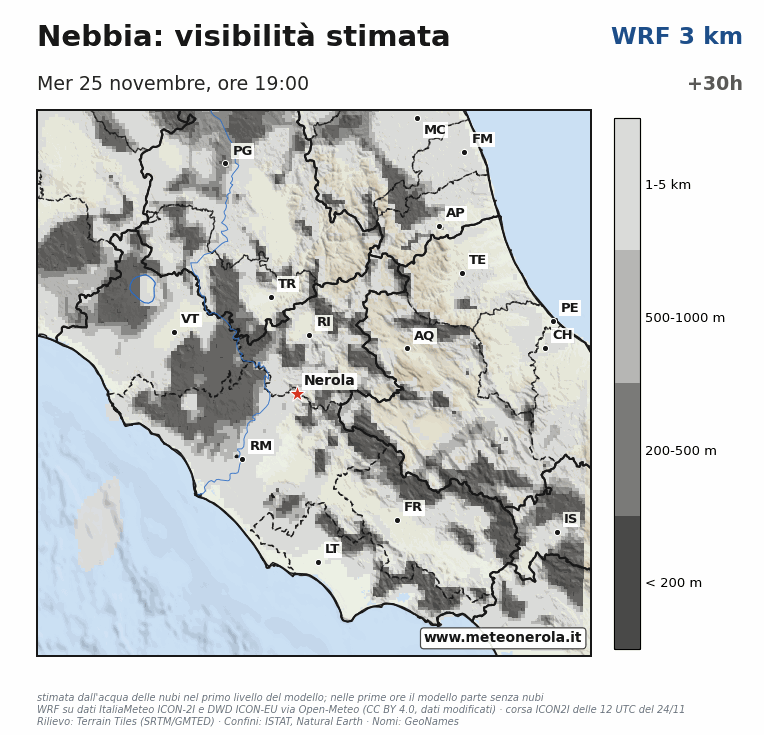 Nebbia: visibilità stimata
WRF 3 km
Mer 25 novembre, ore 19:00
+30h
MC
FM
PG
AP
TE
TR
PE
VT
RI
AQ
CH
Nerola
RM
FR
IS
LT
www.meteonerola.it
1-5 km
500-1000 m
200-500 m
< 200 m
stimata dall'acqua delle nubi nel primo livello del modello; nelle prime ore il modello parte senza nubi
WRF su dati ItaliaMeteo ICON-2I e DWD ICON-EU via Open-Meteo (CC BY 4.0, dati modificati) · corsa ICON2I delle 12 UTC del 24/11
Rilievo: Terrain Tiles (SRTM/GMTED) · Confini: ISTAT, Natural Earth · Nomi: GeoNames